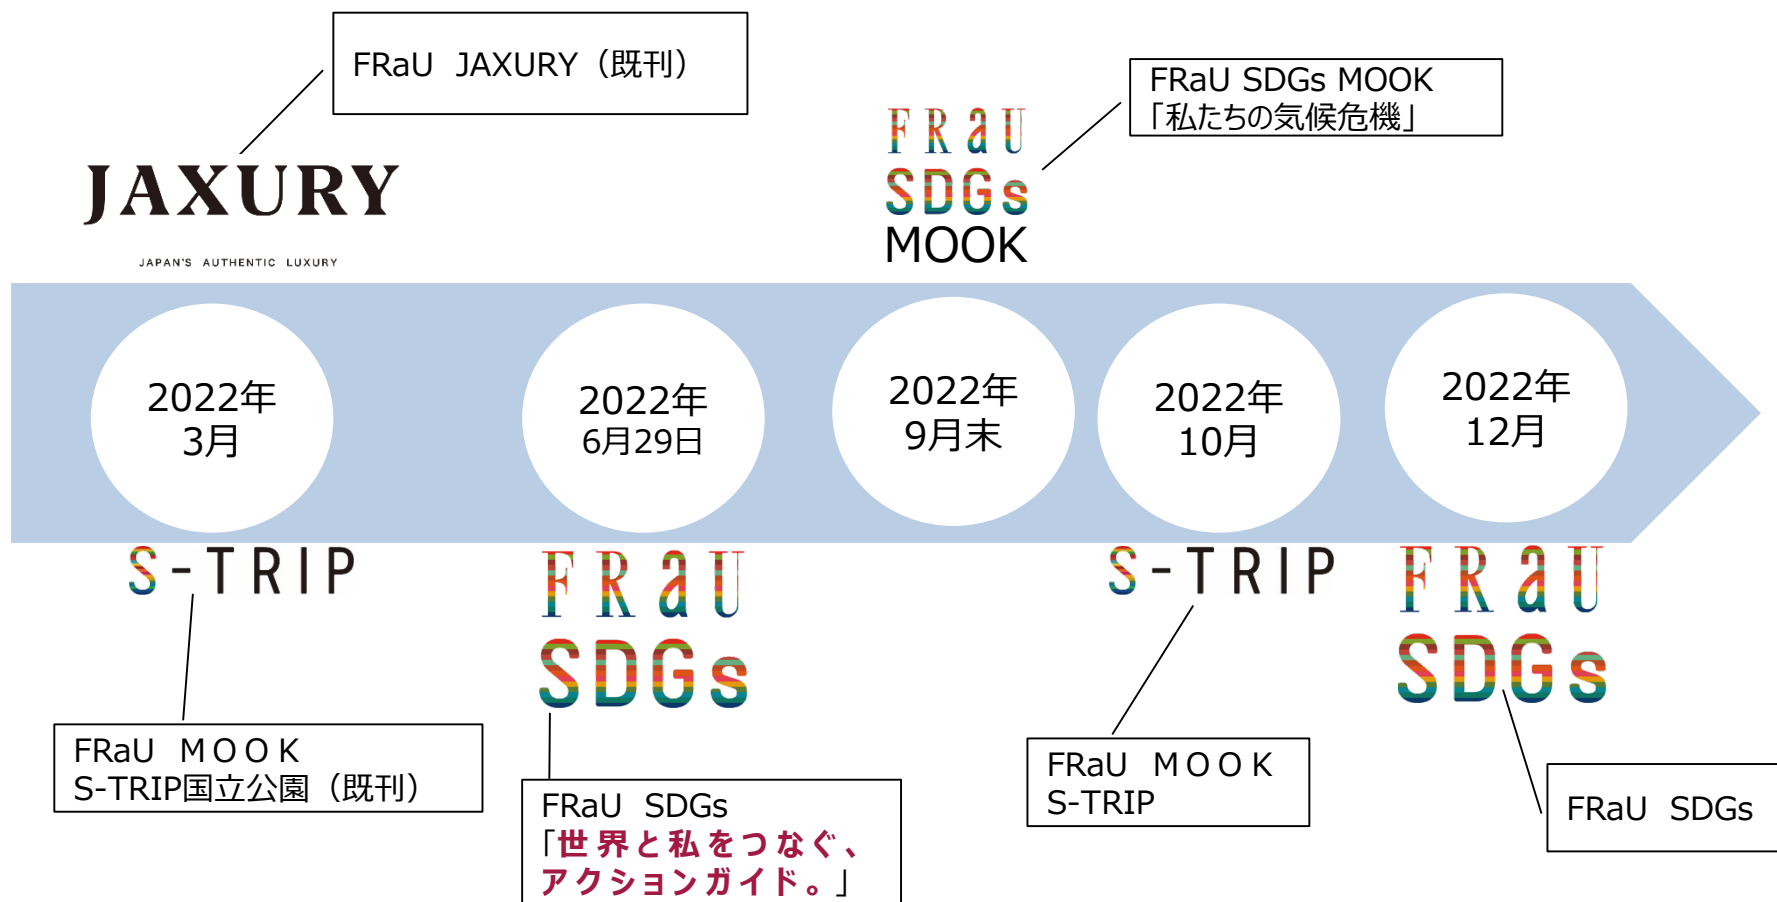 FRaU JAXURY（既刊）
FRaU SDGs MOOK
「私たちの気候危機」
JAXURY
JAPAN'S AUTHENTIC LUXURY
FRaU
SDGs
MOOK
2022年
3月
2022年
6月29日
2022年
9月末
2022年
10月
2022年
12月
S-TRIP
FRaU
SDGs
S-TRIP
FRaU
SDGs
FRaU ＭＯＯＫ
S-TRIP国立公園（既刊）
FRaU SDGs
「世界と私をつなぐ、
アクションガイド。」
FRaU ＭＯＯＫ
S-TRIP
FRaU SDGs